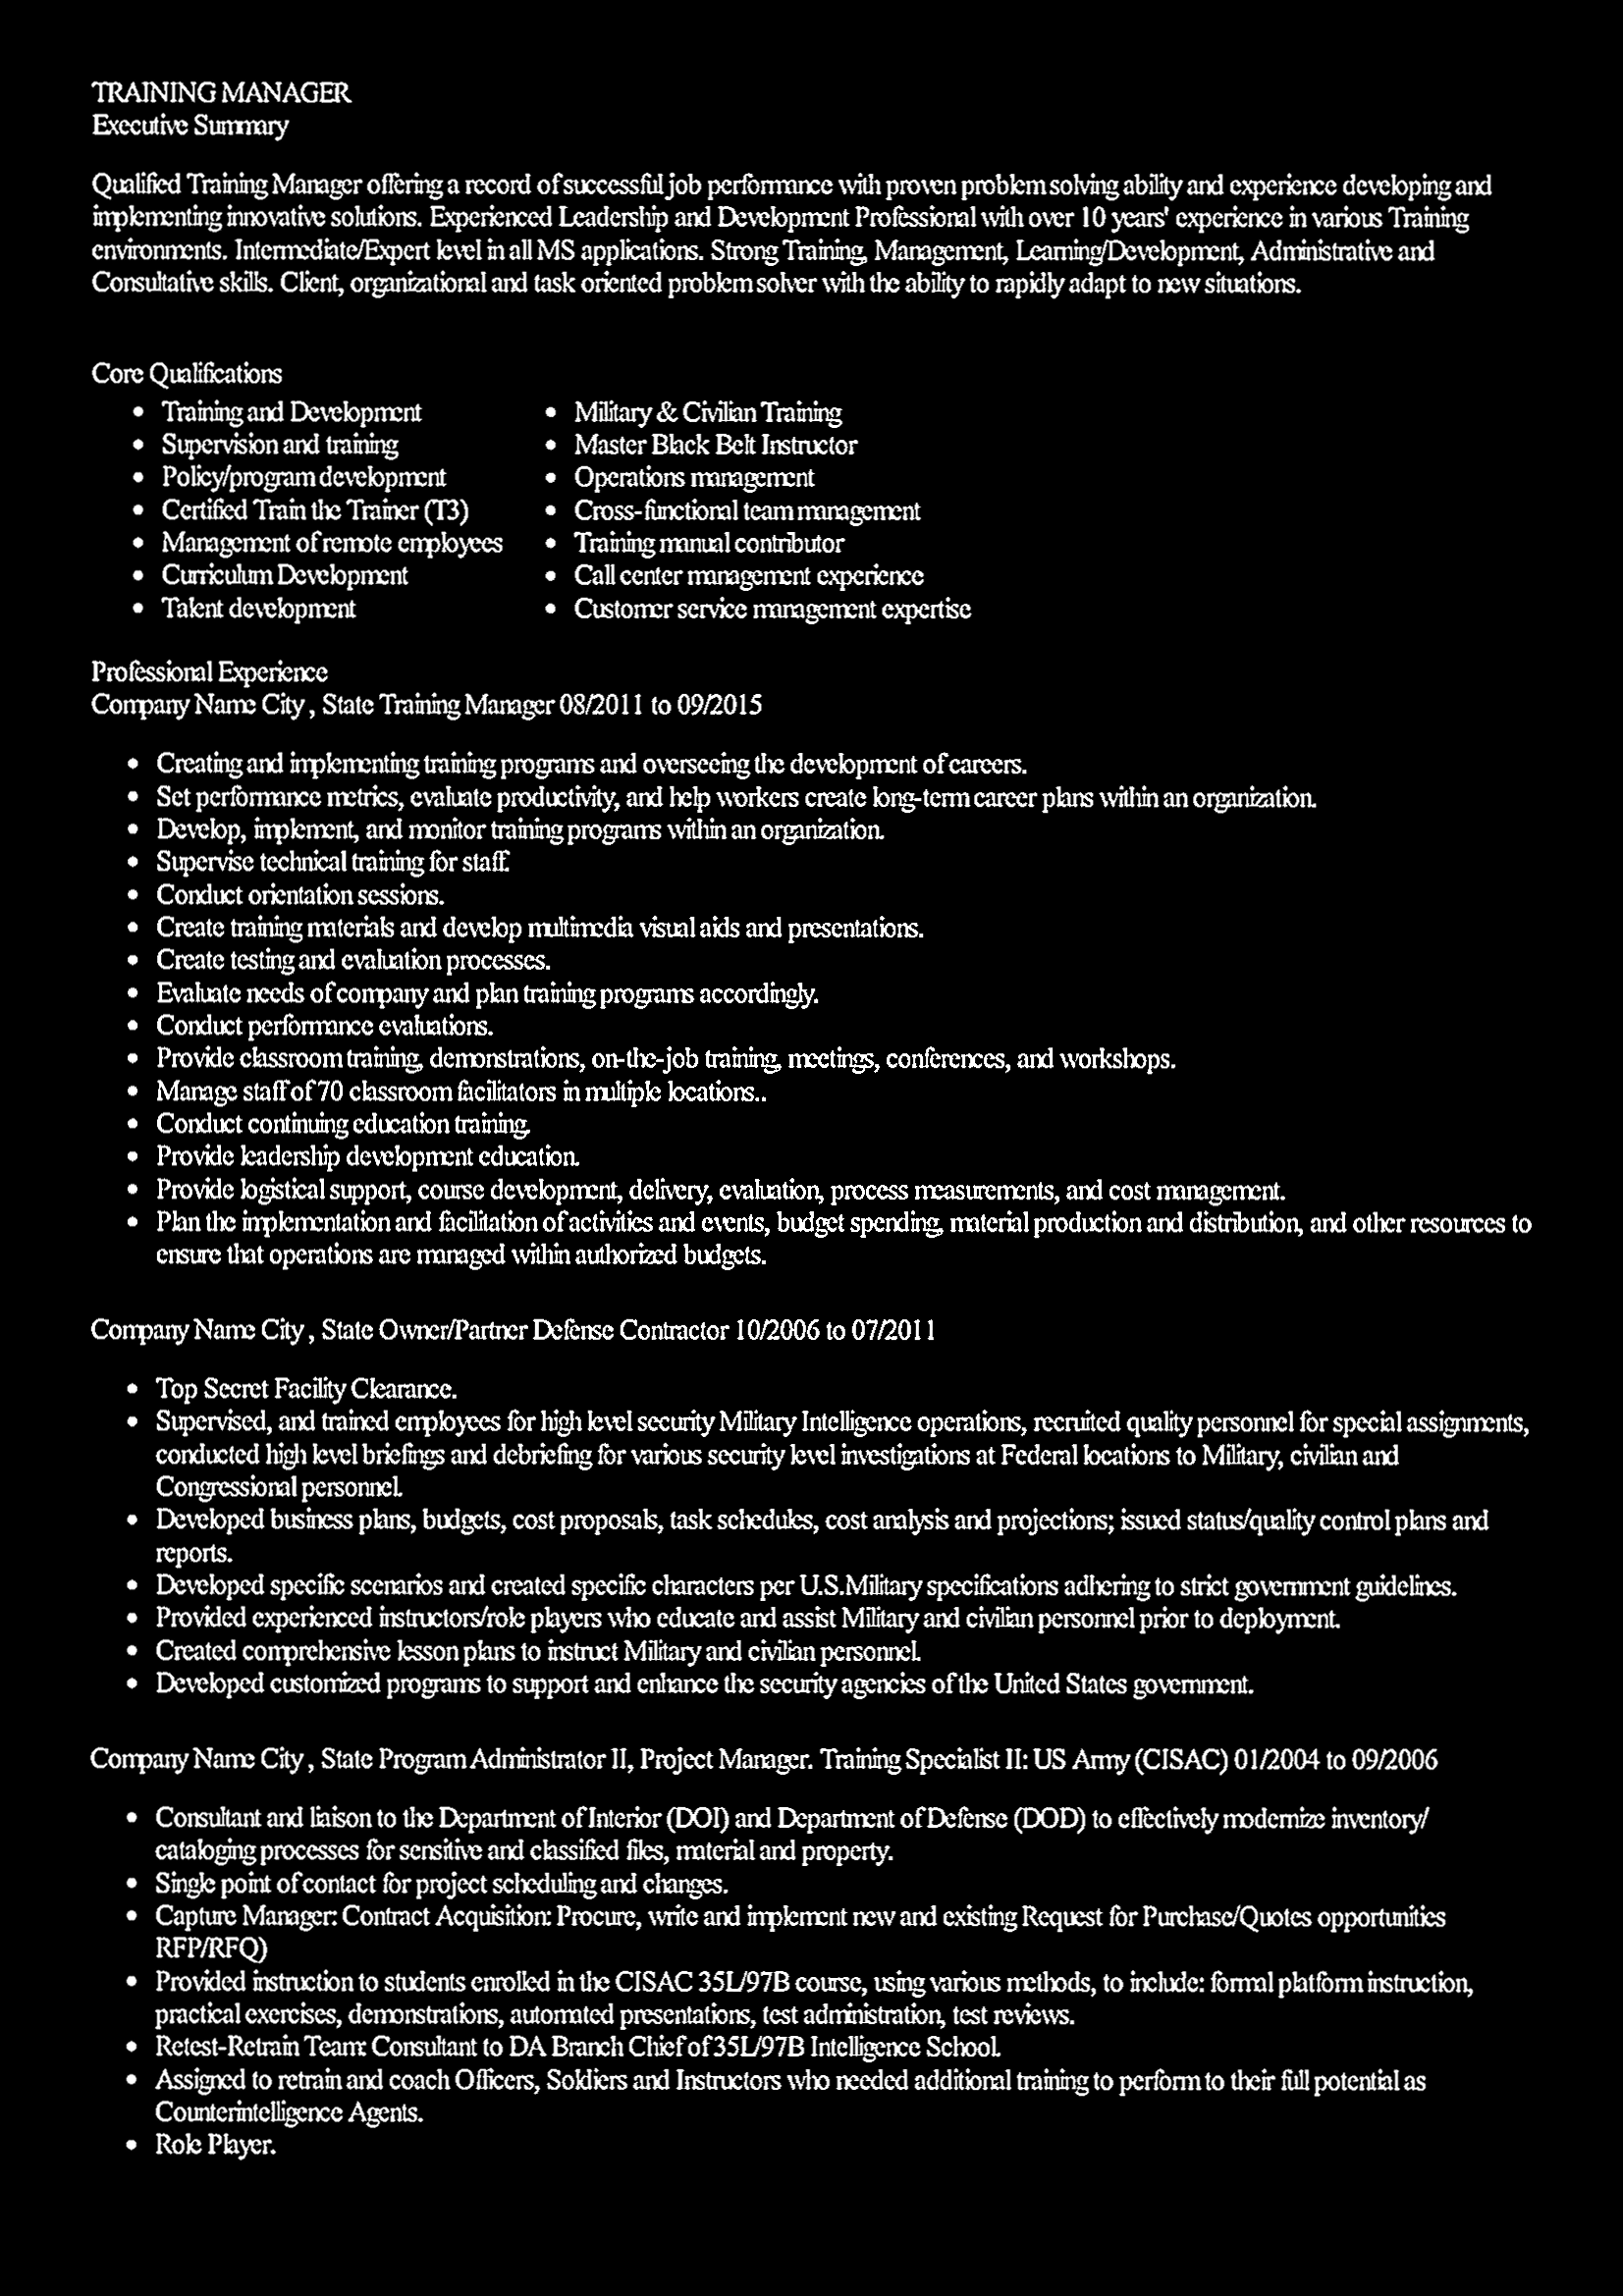 TRAINING MANAGER
Executive Summary
Qualified Training Manager offering a record of successful job performance with proven problem solving ability and experience developing and
implementing innovative solutions. Experienced Leadership and Development Professional with over 10 years' experience in various Training
environments. Intermediate/Expert level in all MS applications. Strong Training, Management, Learning/Development, Administrative and
Consultative skills. Client, organizational and task oriented problem solver with the ability to rapidly adapt to new situations.
Core Qualifications
• Training and Development
• Supervision and training
• Policy/program development
• Certified Train the Trainer (T3)
• Management of remote employees
• Curriculum Development
• Talent development
• Military & Civilian Training
• Master Black Belt Instructor
• Operations management
• Cross-functional team management
• Training manual contributor
• Call center management experience
• Customer service management expertise
Professional Experience
Company Name City , State Training Manager 08/2011 to 09/2015
• Creating and implementing training programs and overseeing the development of careers.
• Set performance metrics, evaluate productivity, and help workers create long-term career plans within an organization.
• Develop, implement, and monitor training programs within an organization.
• Supervise technical training for staff.
• Conduct orientation sessions.
• Create training materials and develop multimedia visual aids and presentations.
• Create testing and evaluation processes.
• Evaluate needs of company and plan training programs accordingly.
• Conduct performance evaluations.
• Provide classroom training, demonstrations, on-the-job training, meetings, conferences, and workshops.
• Manage staff of 70 classroom facilitators in multiple locations..
• Conduct continuing education training.
• Provide leadership development education.
• Provide logistical support, course development, delivery, evaluation, process measurements, and cost management.
• Plan the implementation and facilitation of activities and events, budget spending, material production and distribution, and other resources to
ensure that operations are managed within authorized budgets.
Company Name City , State Owner/Partner Defense Contractor 10/2006 to 07/2011
• Top Secret Facility Clearance.
• Supervised, and trained employees for high level security Military Intelligence operations, recruited quality personnel for special assignments,
conducted high level briefings and debriefing for various security level investigations at Federal locations to Military, civilian and
Congressional personnel.
• Developed business plans, budgets, cost proposals, task schedules, cost analysis and projections; issued status/quality control plans and
reports.
• Developed specific scenarios and created specific characters per U.S.Military specifications adhering to strict government guidelines.
• Provided experienced instructors/role players who educate and assist Military and civilian personnel prior to deployment.
• Created comprehensive lesson plans to instruct Military and civilian personnel.
• Developed customized programs to support and enhance the security agencies of the United States government.
Company Name City , State Program Administrator II, Project Manager. Training Specialist II: US Army (CISAC) 01/2004 to 09/2006
• Consultant and liaison to the Department of Interior (DOI) and Department of Defense (DOD) to effectively modernize inventory/
cataloging processes for sensitive and classified files, material and property.
• Single point of contact for project scheduling and changes.
• Capture Manager: Contract Acquisition: Procure, write and implement new and existing Request for Purchase/Quotes opportunities
RFP/RFQ)
• Provided instruction to students enrolled in the CISAC 35L/97B course, using various methods, to include: formal platform instruction,
practical exercises, demonstrations, automated presentations, test administration, test reviews.
• Retest-Retrain Team: Consultant to DA Branch Chief of 35L/97B Intelligence School.
• Assigned to retrain and coach Officers, Soldiers and Instructors who needed additional training to perform to their full potential as
Counterintelligence Agents.
• Role Player.